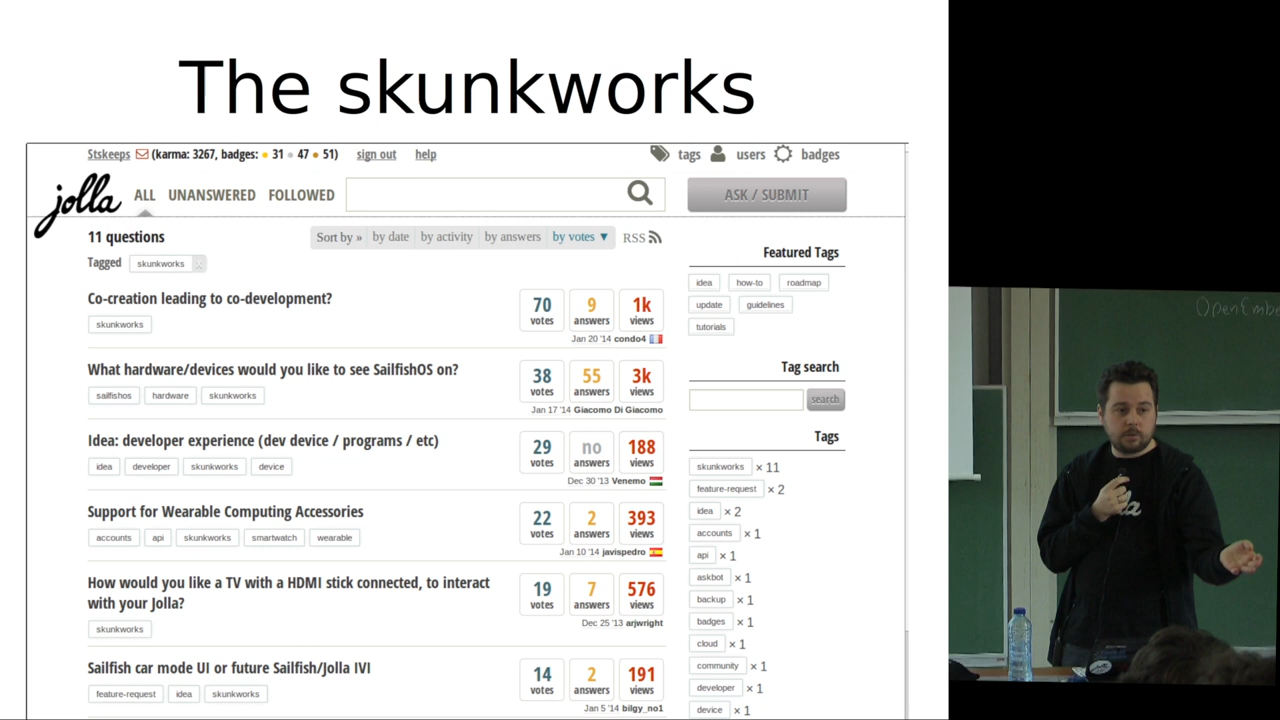 The skunkworks
Stskeeps (karma: 3267, badges: 31 47 51) sign out help tags users badges
jolla ALL UNANSWERED FOLLOWED ASK / SUBMIT
11 questions Sort by » by date by activity by answers by votes ▼ RSS
Tagged skunkworks
Co-creation leading to co-development?
skunkworks
70 votes 9 answers 1k views
Jan 20 '14 condo4
What hardware/devices would you like to see SailfishOS on?
sailfishos hardware skunkworks
38 votes 55 answers 3k views
Jan 17 '14 Giacomo Di Giacomo
Idea: developer experience (dev device / programs / etc)
idea developer skunkworks device
29 votes no answers 188 views
Dec 30 '13 Venemo
Support for Wearable Computing Accessories
accounts api skunkworks smartwatch wearable
22 votes 2 answers 393 views
Jan 10 '14 javispedro
How would you like a TV with a HDMI stick connected, to interact
with your Jolla?
skunkworks
19 votes 7 answers 576 views
Dec 25 '13 arjwright
Sailfish car mode UI or future Sailfish/Jolla IVI
feature-request idea skunkworks
14 votes 2 answers 191 views
Jan 5 '14 bilgy_no1
Featured Tags
idea how-to roadmap
update guidelines
tutorials
Tag search
search
Tags
skunkworks × 11
feature-request × 2
idea × 2
accounts × 1
api × 1
askbot × 1
backup × 1
badges × 1
cloud × 1
community × 1
developer × 1
device × 1
OpenEmbe